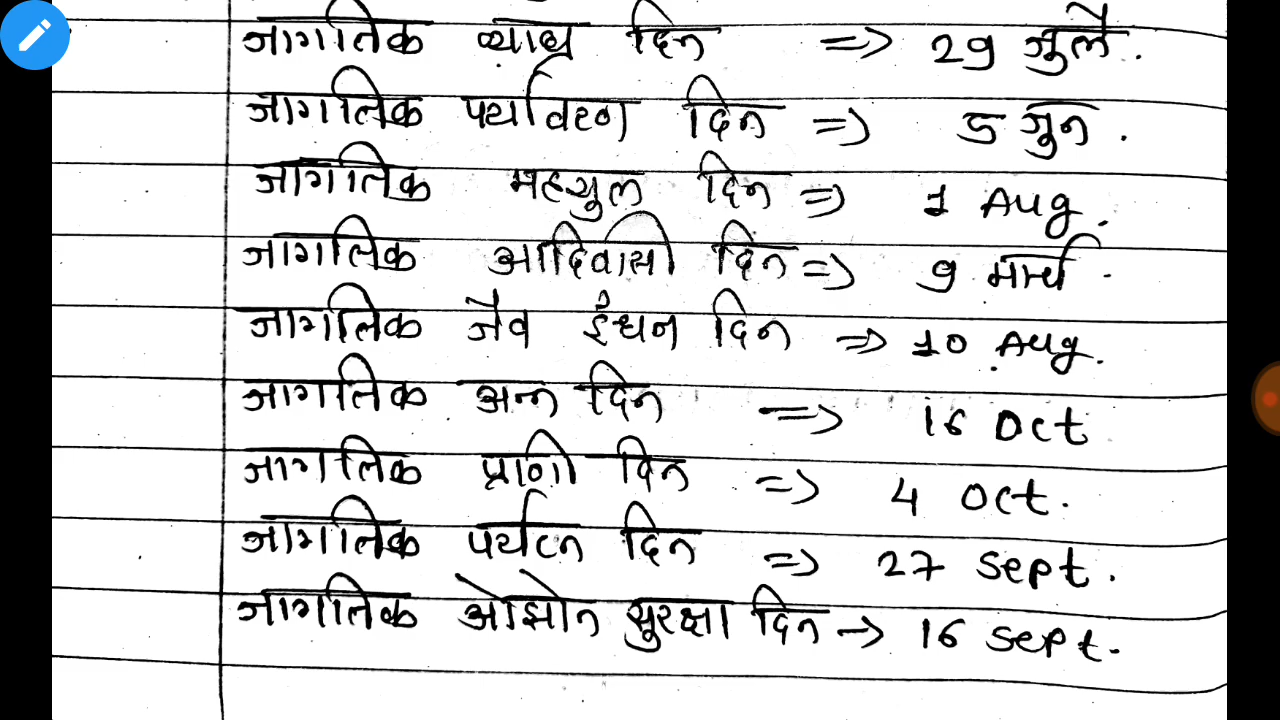 जागतिक व्याघ्र दिन => 29 जुलै.
जागतिक पर्यावरण दिन => 5 जुन.
जागतिक महसुल दिन => 1 Aug.
जागतिक आदिवासी दिन => 9 मार्च.
जागतिक जैव इंधन दिन => 10 Aug.
जागतिक अन्न दिन => 16 Oct
जागतिक प्राणी दिन => 4 Oct.
जागतिक पर्यटन दिन => 27 Sept.
जागतिक ओझोन सुरक्षा दिन -> 16 Sept.